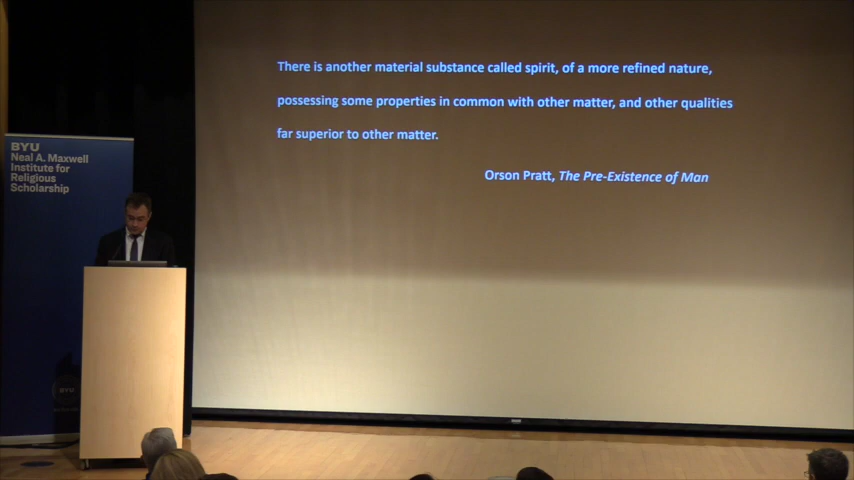 There is another material substance called spirit, of a more refined nature,
possessing some properties in common with other matter, and other qualities
far superior to other matter.
Orson Pratt, The Pre-Existence of Man
BYU
Neal A. Maxwell
Institute for
Religious
Scholarship
BYU